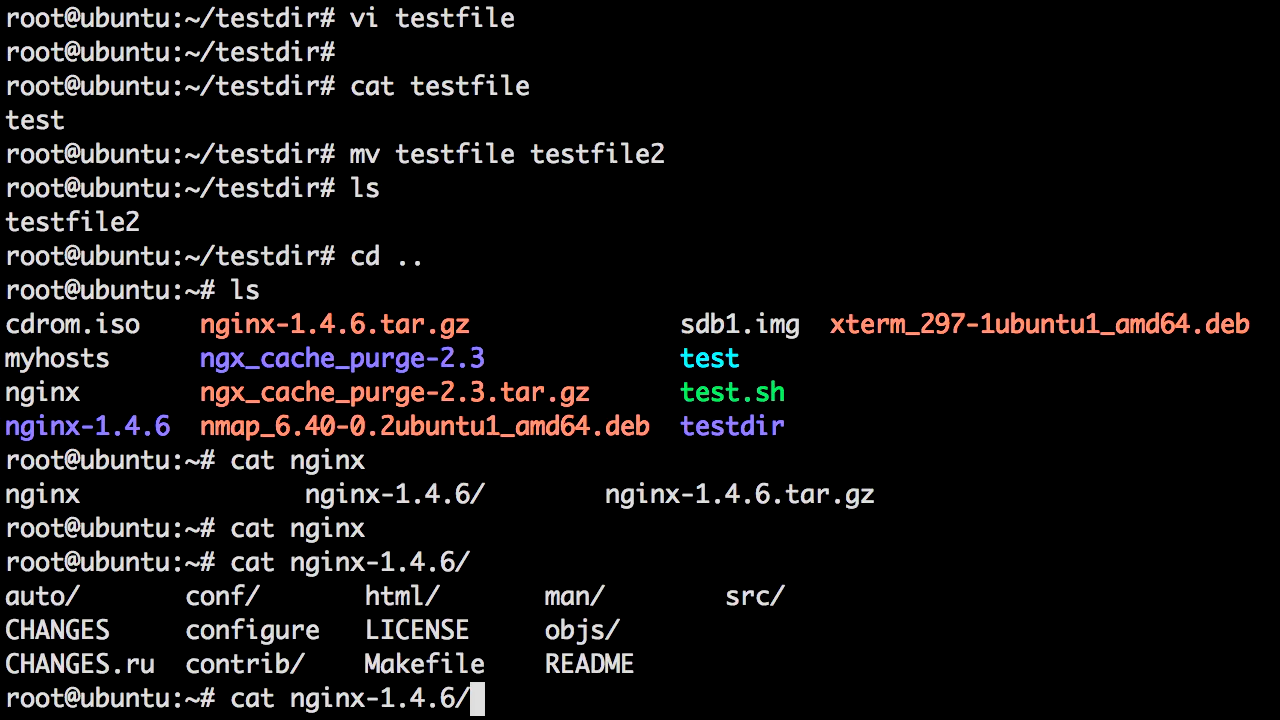 root@ubuntu:~/testdir# vi testfile
root@ubuntu:~/testdir#
root@ubuntu:~/testdir# cat testfile
test
root@ubuntu:~/testdir# mv testfile testfile2
root@ubuntu:~/testdir# ls
testfile2
root@ubuntu:~/testdir# cd ..
root@ubuntu:~# ls
cdrom.iso    nginx-1.4.6.tar.gz              sdb1.img  xterm_297-1ubuntu1_amd64.deb
myhosts      ngx_cache_purge-2.3             test
nginx        ngx_cache_purge-2.3.tar.gz      test.sh
nginx-1.4.6  nmap_6.40-0.2ubuntu1_amd64.deb  testdir
root@ubuntu:~# cat nginx
nginx               nginx-1.4.6/        nginx-1.4.6.tar.gz
root@ubuntu:~# cat nginx
root@ubuntu:~# cat nginx-1.4.6/
auto/       conf/       html/       man/        src/
CHANGES     configure   LICENSE     objs/
CHANGES.ru  contrib/    Makefile    README
root@ubuntu:~# cat nginx-1.4.6/